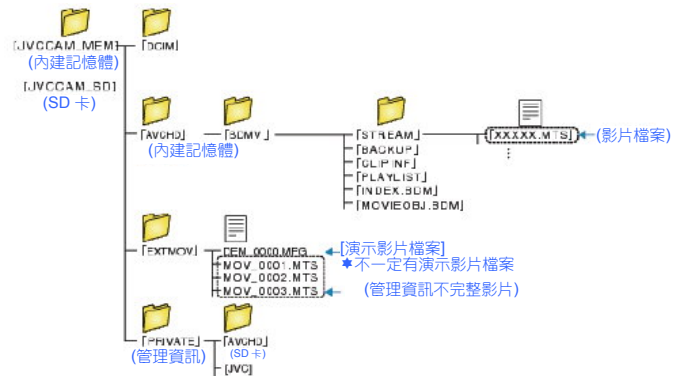 [JVCCAM_MEM]
(內建記憶體)
[JVCCAM_SD]
(SD 卡)
[DCIM]
[AVCHD]
(內建記憶體)
[BDMV]
[STREAM]
[XXXXX.MTS]
(影片檔案)
[BACKUP]
[CLIPINF]
[PLAYLIST]
[INDEX.BDM]
[MOVIEOBJ.BDM]
[EXTMOV]
DEM_0000.MPG
[演示影片檔案]
*不一定有演示影片檔案
MOV_0001.MTS
MOV_0002.MTS
MOV_0003.MTS
(管理資訊不完整影片)
[PRIVATE]
(管理資訊)
[AVCHD]
(SD 卡)
[JVC]